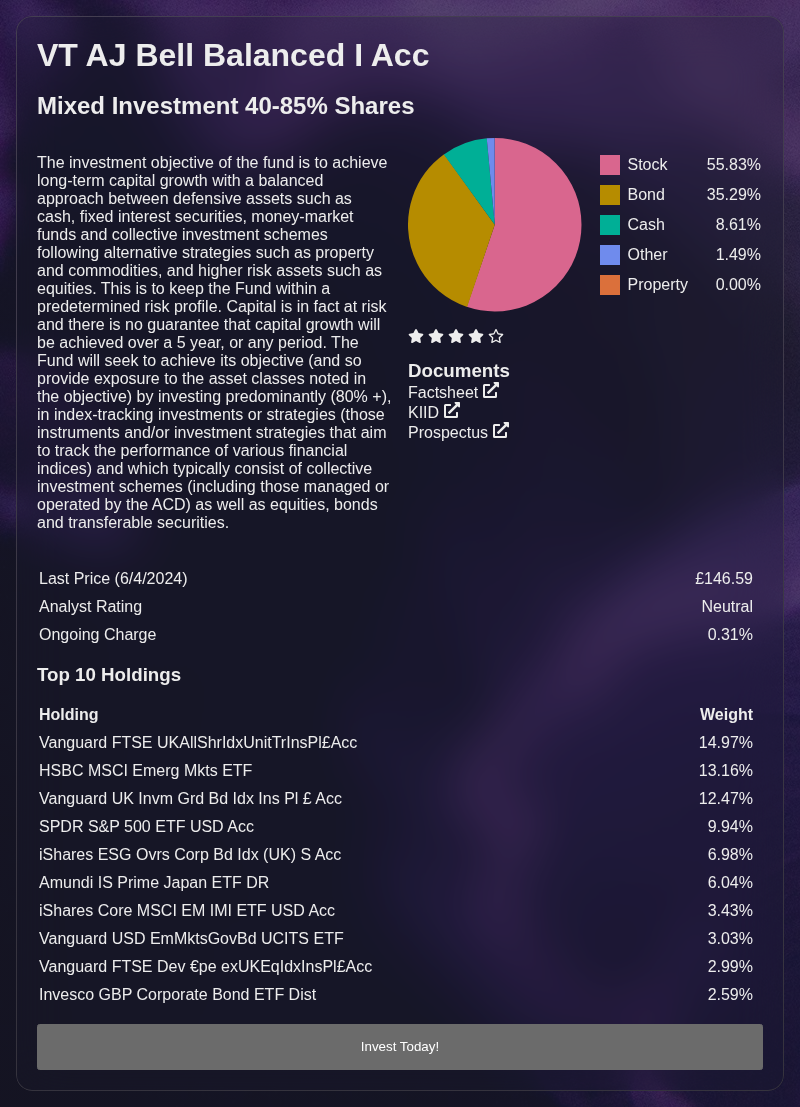 VT AJ Bell Balanced I Acc
Mixed Investment 40-85% Shares
The investment objective of the fund is to achieve
long-term capital growth with a balanced
approach between defensive assets such as
cash, fixed interest securities, money-market
funds and collective investment schemes
following alternative strategies such as property
and commodities, and higher risk assets such as
equities. This is to keep the Fund within a
predetermined risk profile. Capital is in fact at risk
and there is no guarantee that capital growth will
be achieved over a 5 year, or any period. The
Fund will seek to achieve its objective (and so
provide exposure to the asset classes noted in
the objective) by investing predominantly (80% +),
in index-tracking investments or strategies (those
instruments and/or investment strategies that aim
to track the performance of various financial
indices) and which typically consist of collective
investment schemes (including those managed or
operated by the ACD) as well as equities, bonds
and transferable securities.
Stock 55.83%
Bond 35.29%
Cash 8.61%
Other 1.49%
Property 0.00%
Documents
Factsheet
KIID
Prospectus
Last Price (6/4/2024) £146.59
Analyst Rating Neutral
Ongoing Charge 0.31%
Top 10 Holdings
Holding Weight
Vanguard FTSE UKAllShrIdxUnitTrInsPl£Acc 14.97%
HSBC MSCI Emerg Mkts ETF 13.16%
Vanguard UK Invm Grd Bd Idx Ins Pl £ Acc 12.47%
SPDR S&P 500 ETF USD Acc 9.94%
iShares ESG Ovrs Corp Bd Idx (UK) S Acc 6.98%
Amundi IS Prime Japan ETF DR 6.04%
iShares Core MSCI EM IMI ETF USD Acc 3.43%
Vanguard USD EmMktsGovBd UCITS ETF 3.03%
Vanguard FTSE Dev €pe exUKEqIdxInsPl£Acc 2.99%
Invesco GBP Corporate Bond ETF Dist 2.59%
Invest Today!